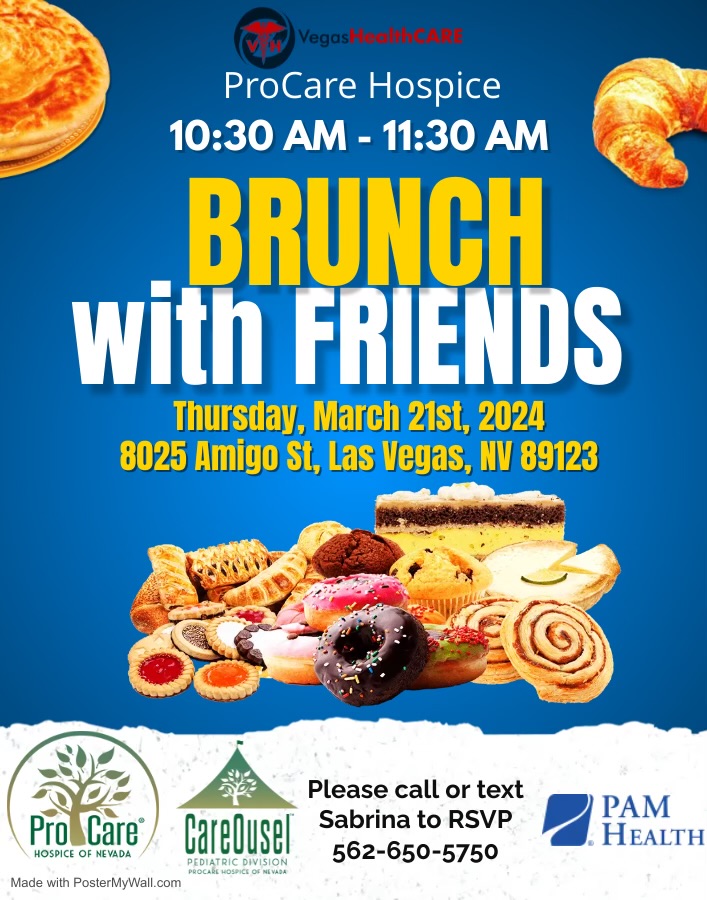 VTH VegasHealthCARE
ProCare Hospice
10:30 AM - 11:30 AM
BRUNCH
with FRIENDS
Thursday, March 21st, 2024
8025 Amigo St, Las Vegas, NV 89123
ProCare®
HOSPICE OF NEVADA
CareOusel
PEDIATRIC DIVISION
PROCARE HOSPICE OF NEVADA
Please call or text
Sabrina to RSVP
562-650-5750
PAM
HEALTH
Made with PosterMyWall.com